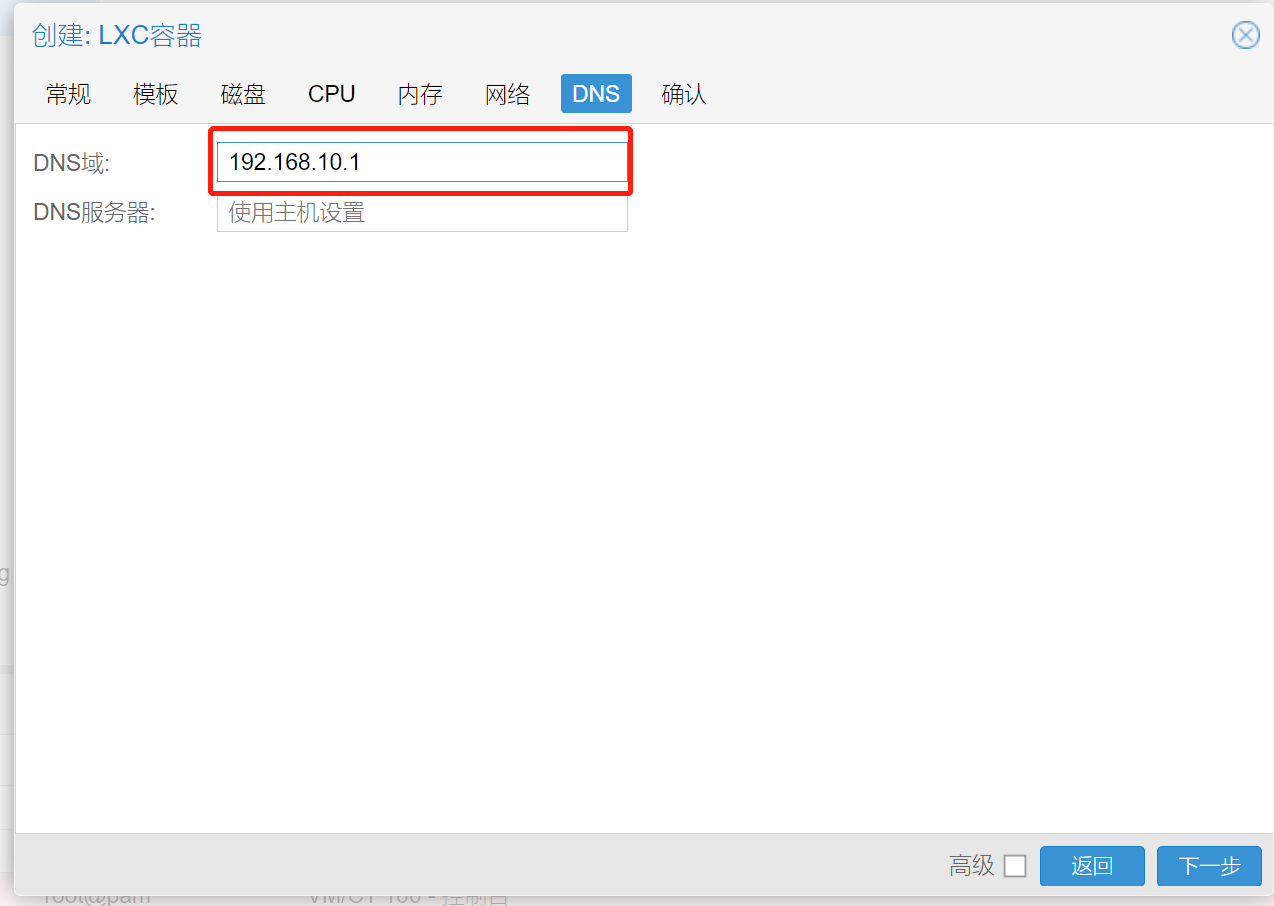 创建: LXC容器
常规 模板 磁盘 CPU 内存 网络 DNS 确认
DNS域: 192.168.10.1
DNS服务器: 使用主机设置
g
高级 返回 下一步
root@pam VM/CT 100 - 控制台